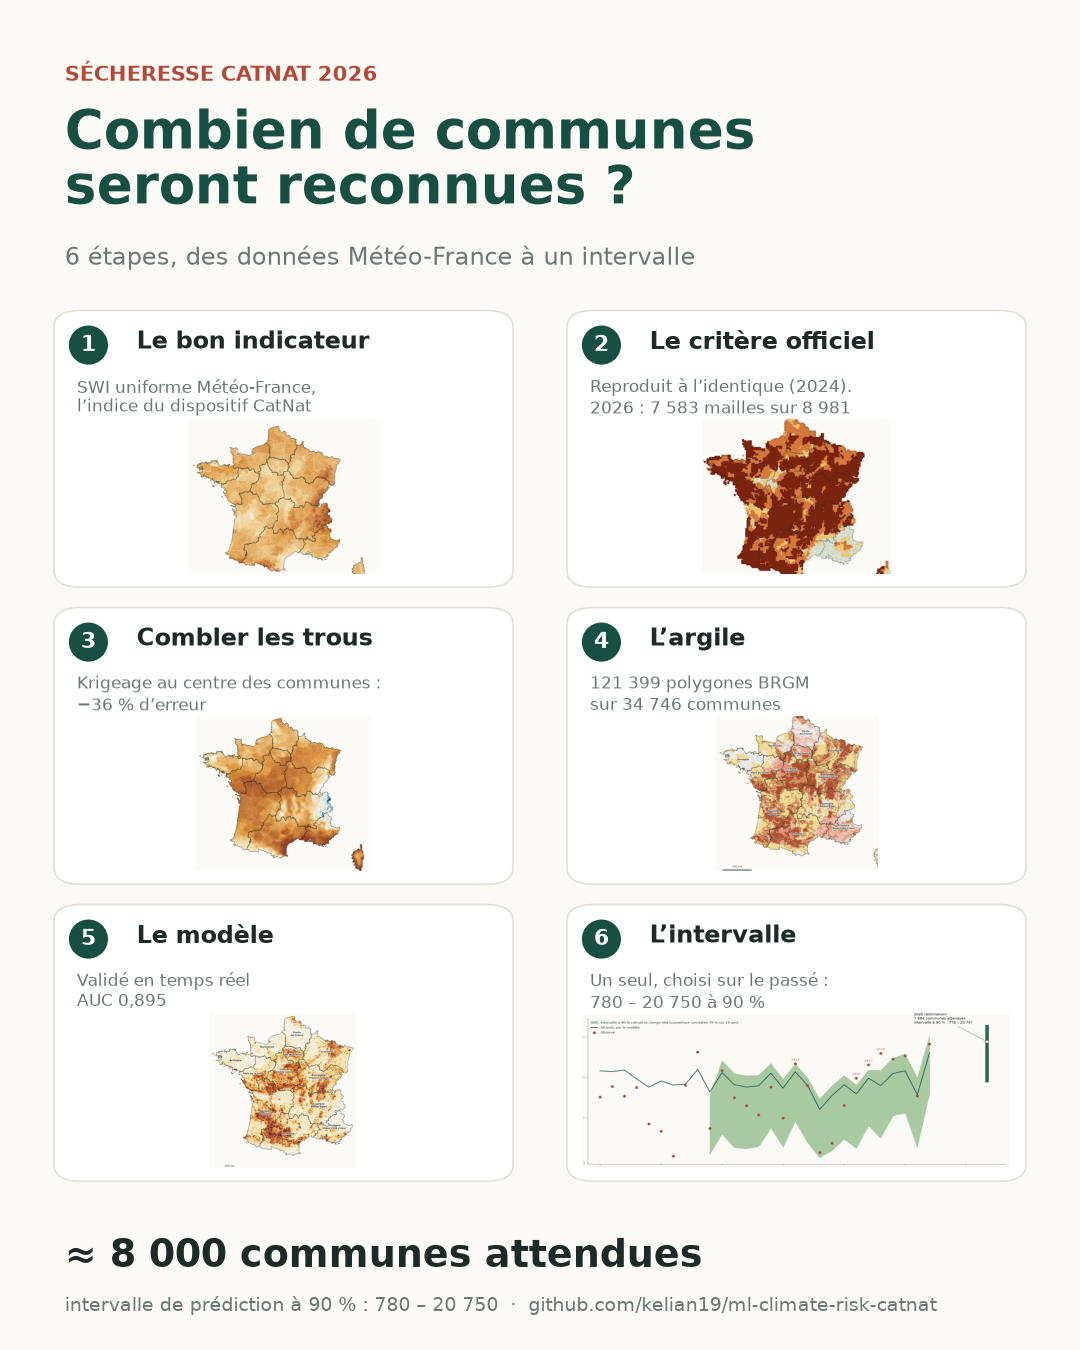 SÉCHERESSE CATNAT 2026
Combien de communes
seront reconnues ?
6 étapes, des données Météo-France à un intervalle
1 Le bon indicateur
SWI uniforme Météo-France,
l’indice du dispositif CatNat
2 Le critère officiel
Reproduit à l’identique (2024).
2026 : 7 583 mailles sur 8 981
3 Combler les trous
Krigeage au centre des communes :
−36 % d’erreur
4 L’argile
121 399 polygones BRGM
sur 34 746 communes
5 Le modèle
Validé en temps réel
AUC 0,895
6 L’intervalle
Un seul, choisi sur le passé :
780 – 20 750 à 90 %
Attendu par le modèle
Observé
≈ 8 000 communes attendues
intervalle de prédiction à 90 % : 780 – 20 750 · github.com/kelian19/ml-climate-risk-catnat